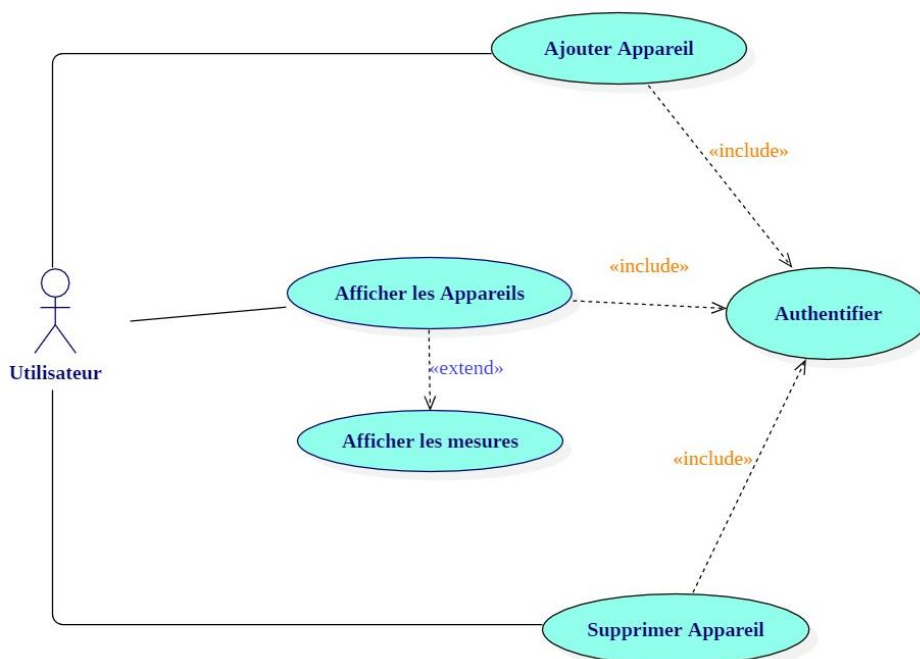 Ajouter Appareil
«include»
«include»
Afficher les Appareils
Authentifier
Utilisateur
«extend»
Afficher les mesures
«include»
Supprimer Appareil